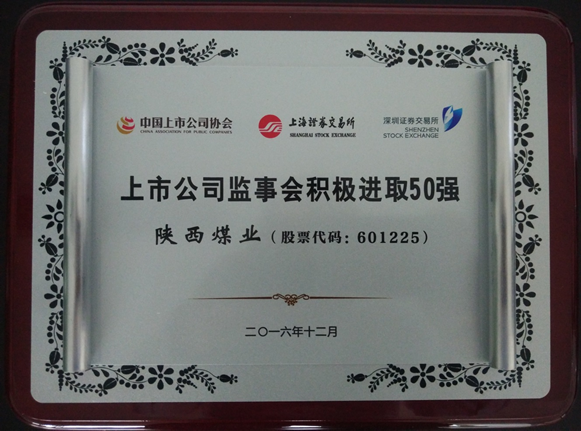 中国上市公司协会 上海證券交易所 深圳证券交易所
CHINA ASSOCIATION FOR PUBLIC COMPANIES SHANGHAI STOCK EXCHANGE SHENZHEN
STOCK EXCHANGE
上市公司监事会积极进取50强
陕西煤业（股票代码：601225）
二〇一六年十二月